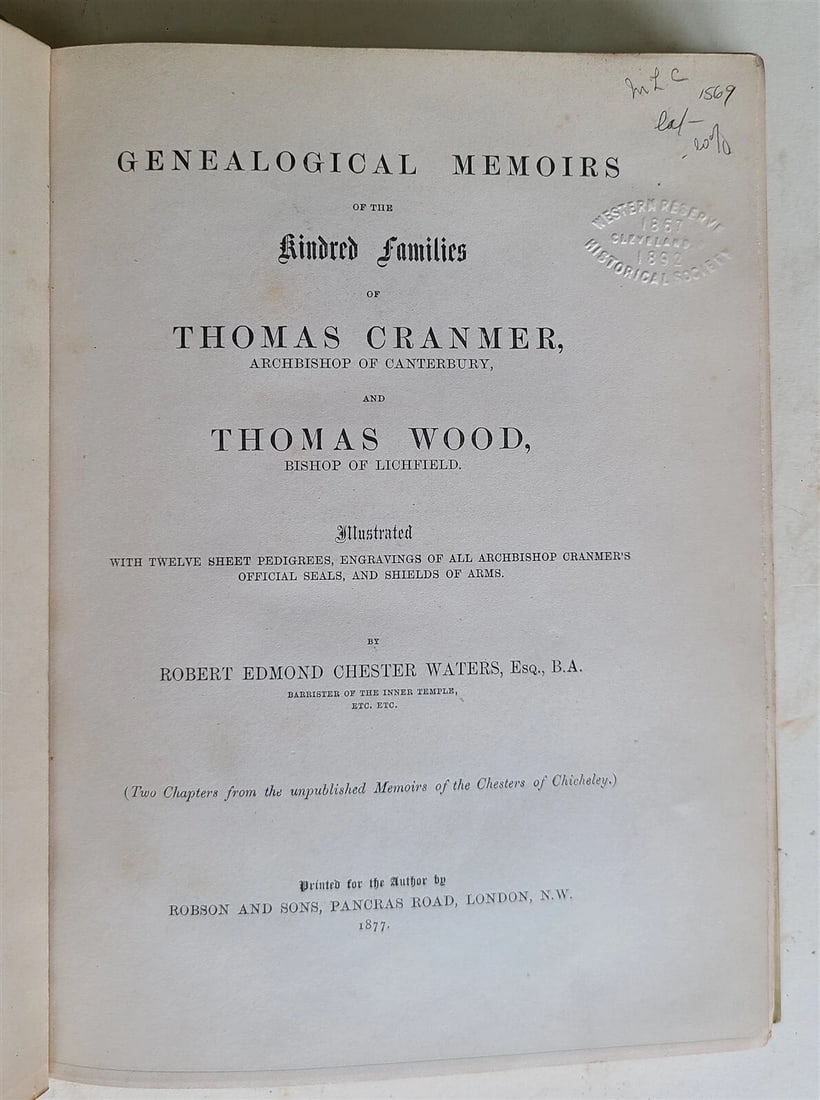 M L C 1569
GENEALOGICAL MEMOIRS
OF THE
Kindred Families
OF
THOMAS CRANMER,
ARCHBISHOP OF CANTERBURY,
AND
THOMAS WOOD,
BISHOP OF LICHFIELD.
Illustrated
WITH TWELVE SHEET PEDIGREES, ENGRAVINGS OF ALL ARCHBISHOP CRANMER'S
OFFICIAL SEALS, AND SHIELDS OF ARMS.
BY
ROBERT EDMOND CHESTER WATERS, Esq., B.A.
BARRISTER OF THE INNER TEMPLE,
ETC. ETC.
(Two Chapters from the unpublished Memoirs of the Chesters of Chicheley.)
Printed for the Author by
ROBSON AND SONS, PANCRAS ROAD, LONDON, N.W.
1877.
WESTERN RESERVE
1867
CLEVELAND
1892
HISTORICAL SOCIETY